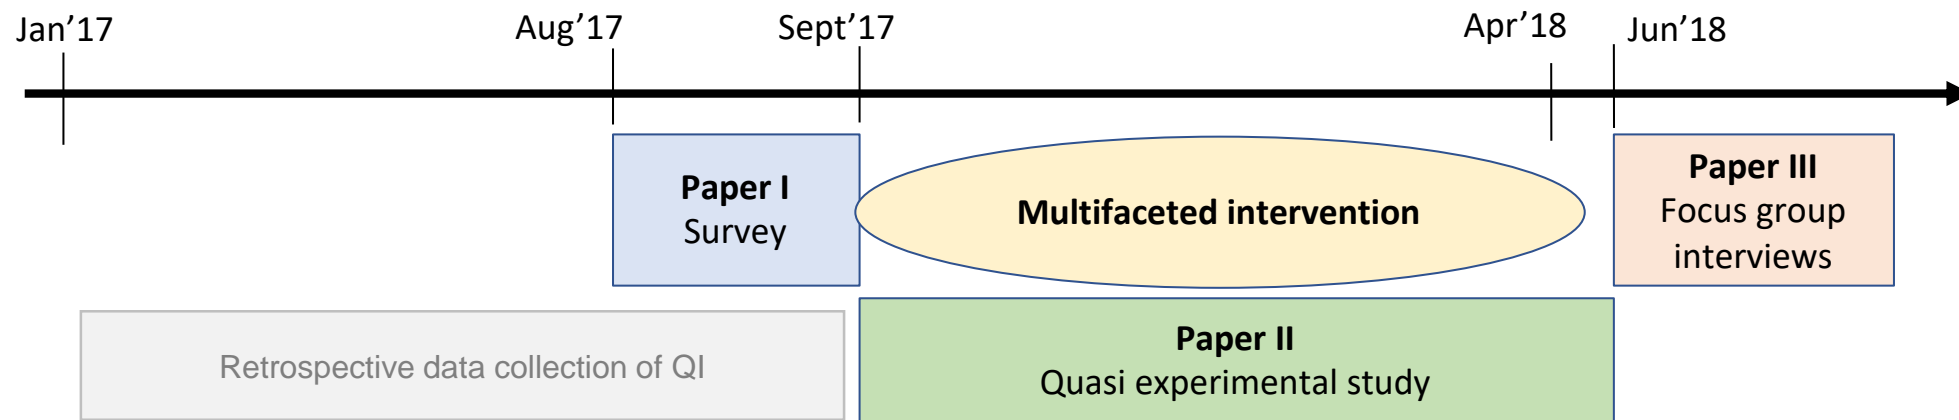 Jan’17
Aug’17
Sept’17
Apr’18
Jun’18
Paper I
Survey
Multifaceted intervention
Paper III
Focus group
interviews
Retrospective data collection of QI
Paper II
Quasi experimental study